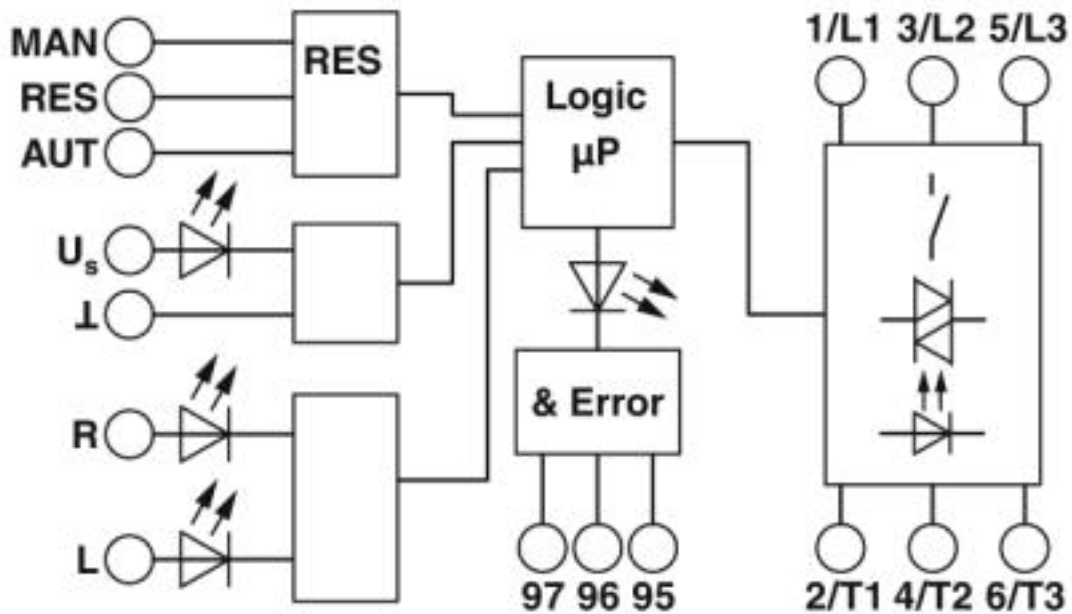 MAN
RES
AUT
RES
U_s
⊥
R
L
Logic
µP
& Error
97 96 95
1/L1 3/L2 5/L3
2/T1 4/T2 6/T3